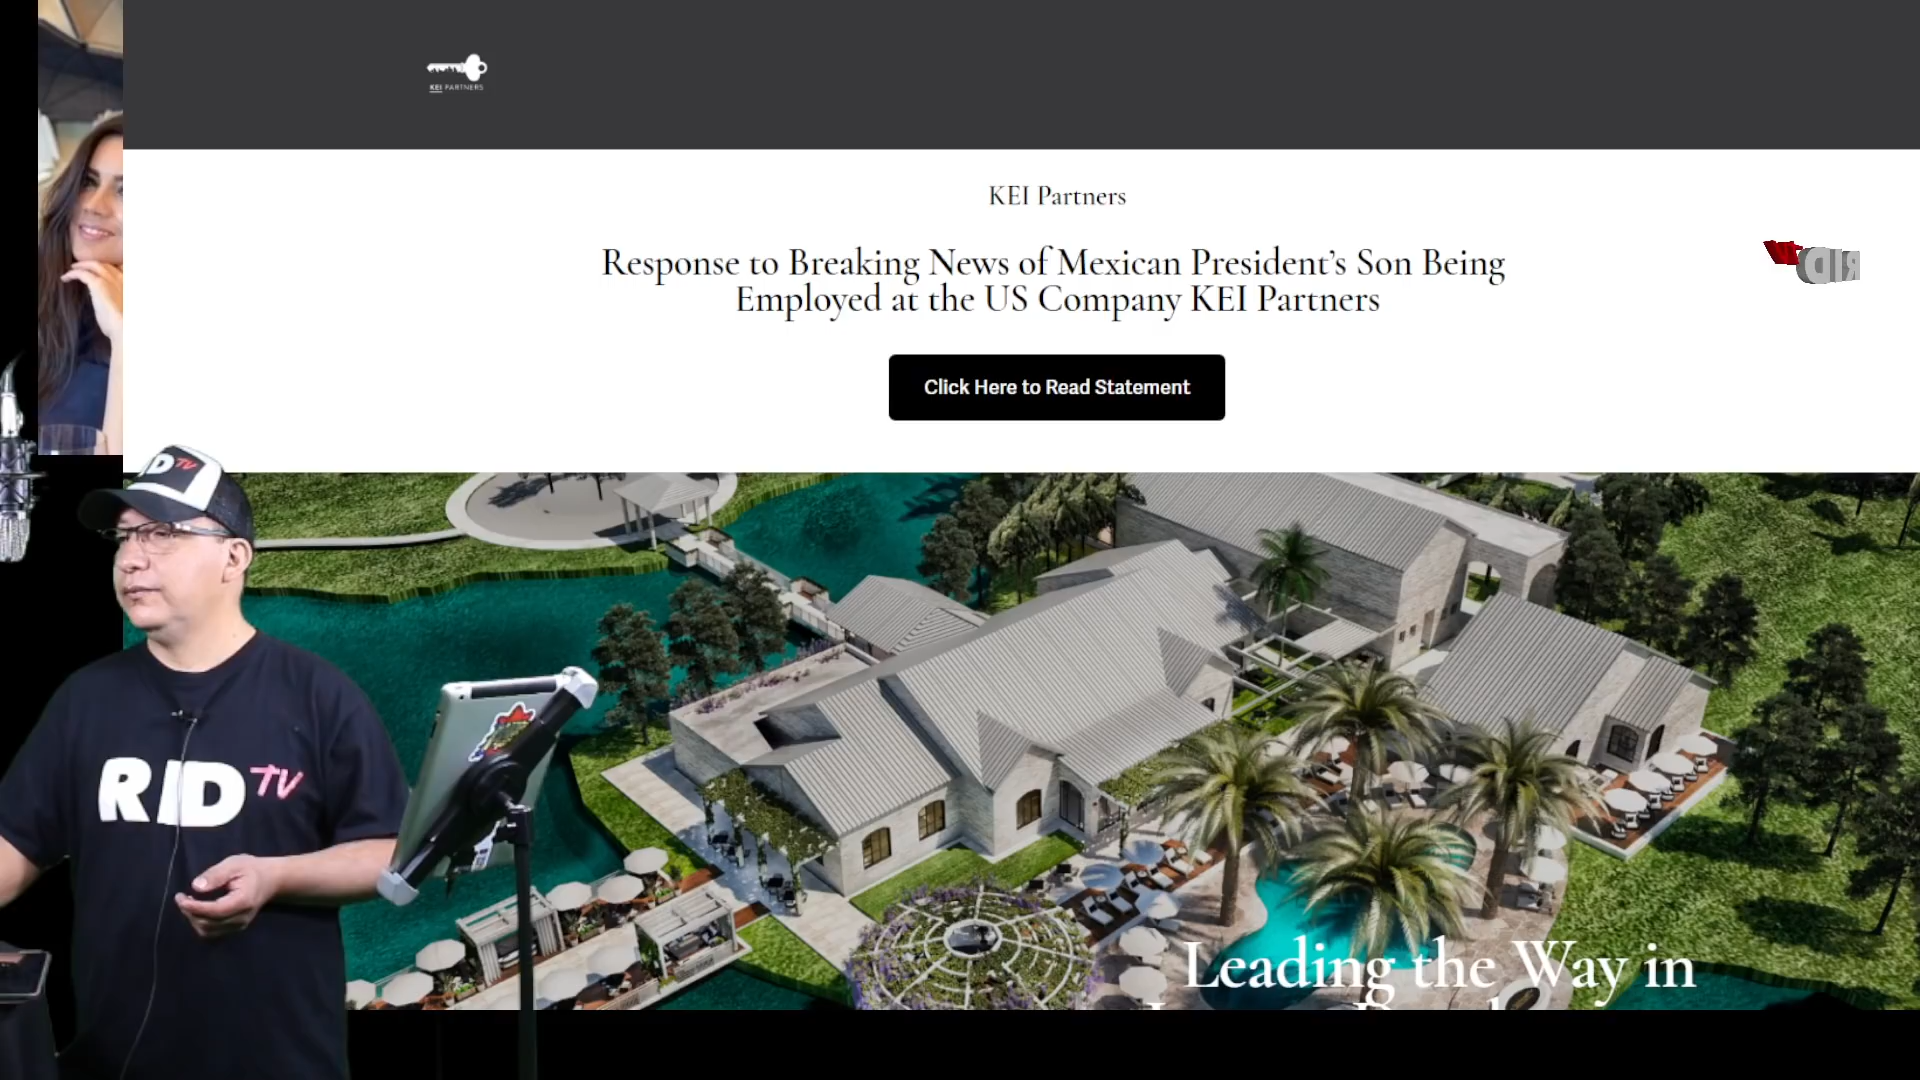 KEI PARTNERS
KEI Partners
Response to Breaking News of Mexican President's Son Being
Employed at the US Company KEI Partners
Click Here to Read Statement
RID
TV
RID TV
Leading the Way in